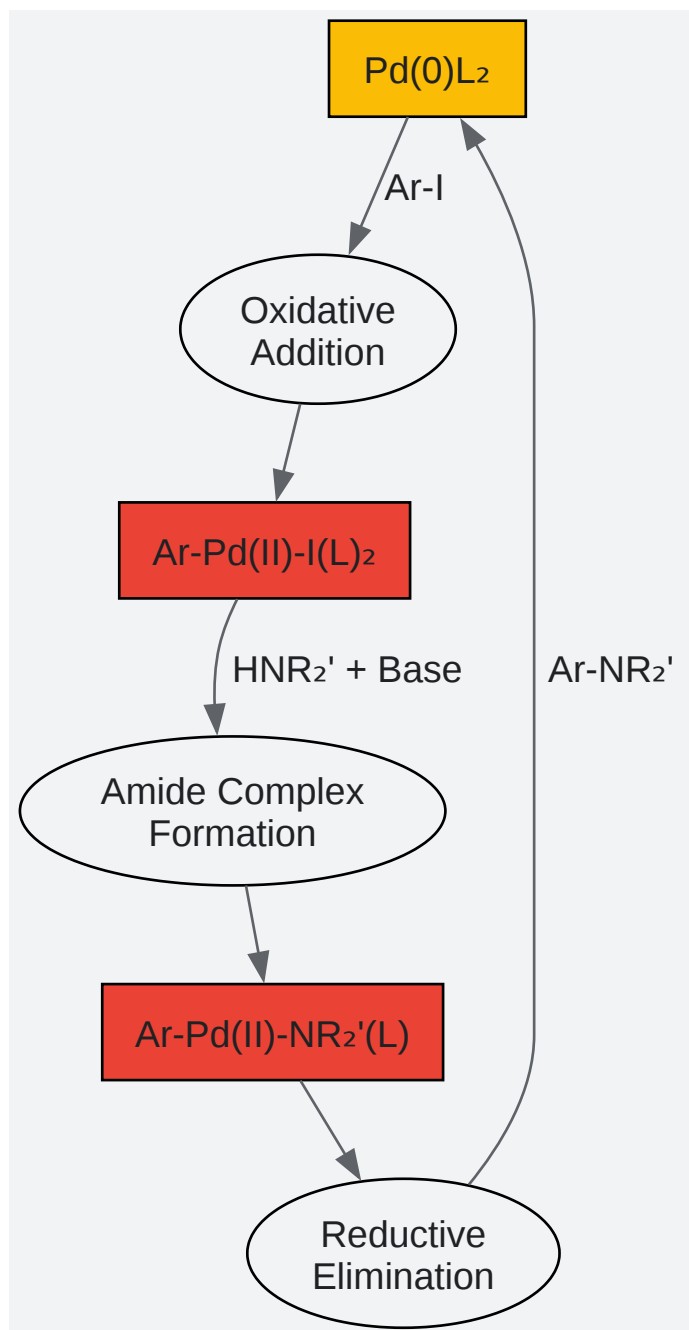 Pd(0)L₂
Ar-I
Oxidative
Addition
Ar-Pd(II)-I(L)₂
HNR₂' + Base
Ar-NR₂'
Amide Complex
Formation
Ar-Pd(II)-NR₂'(L)
Reductive
Elimination